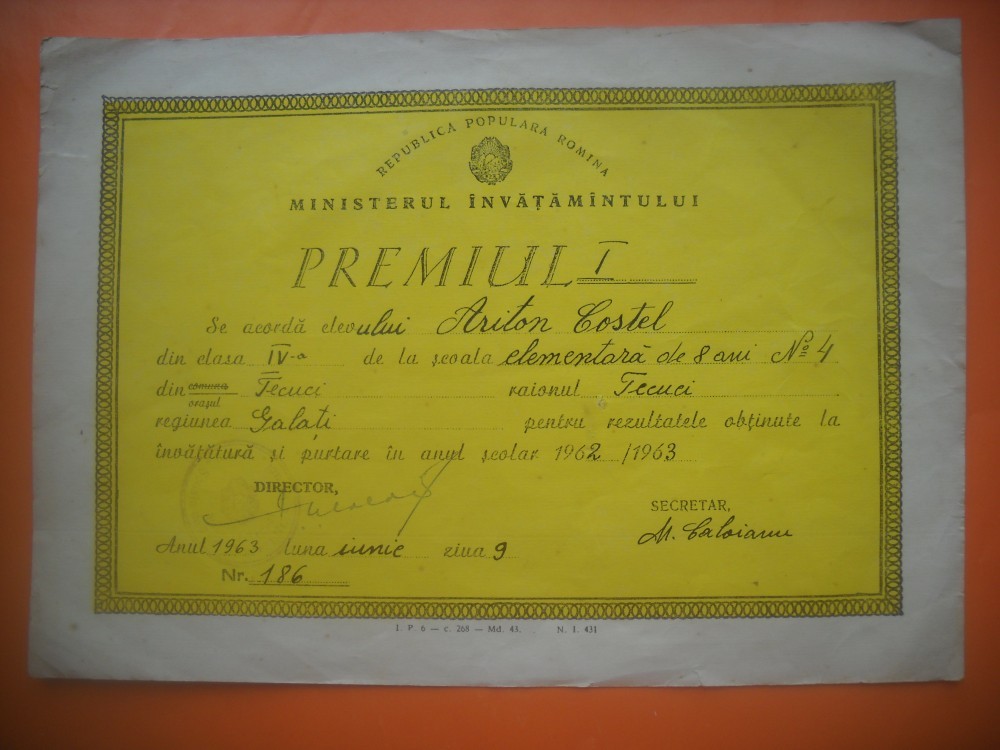 REPUBLICA POPULARA ROMINA
MINISTERUL ÎNVĂȚĂMÎNTULUI
PREMIUL I
Se acordă elevului Ariton Costel
din clasa IV-a de la școala elementară de 8 ani Nº 4
din comuna Tecuci raionul Tecuci
orașul
regiunea Galați pentru rezultatele obținute la
învățătură și purtare în anul școlar 1962/1963
DIRECTOR,
SECRETAR,
M. Caloianu
Anul 1963 luna iunie ziua 9
Nr. 186
I. P. 6 — c. 268 — Md. 43. N. I. 431